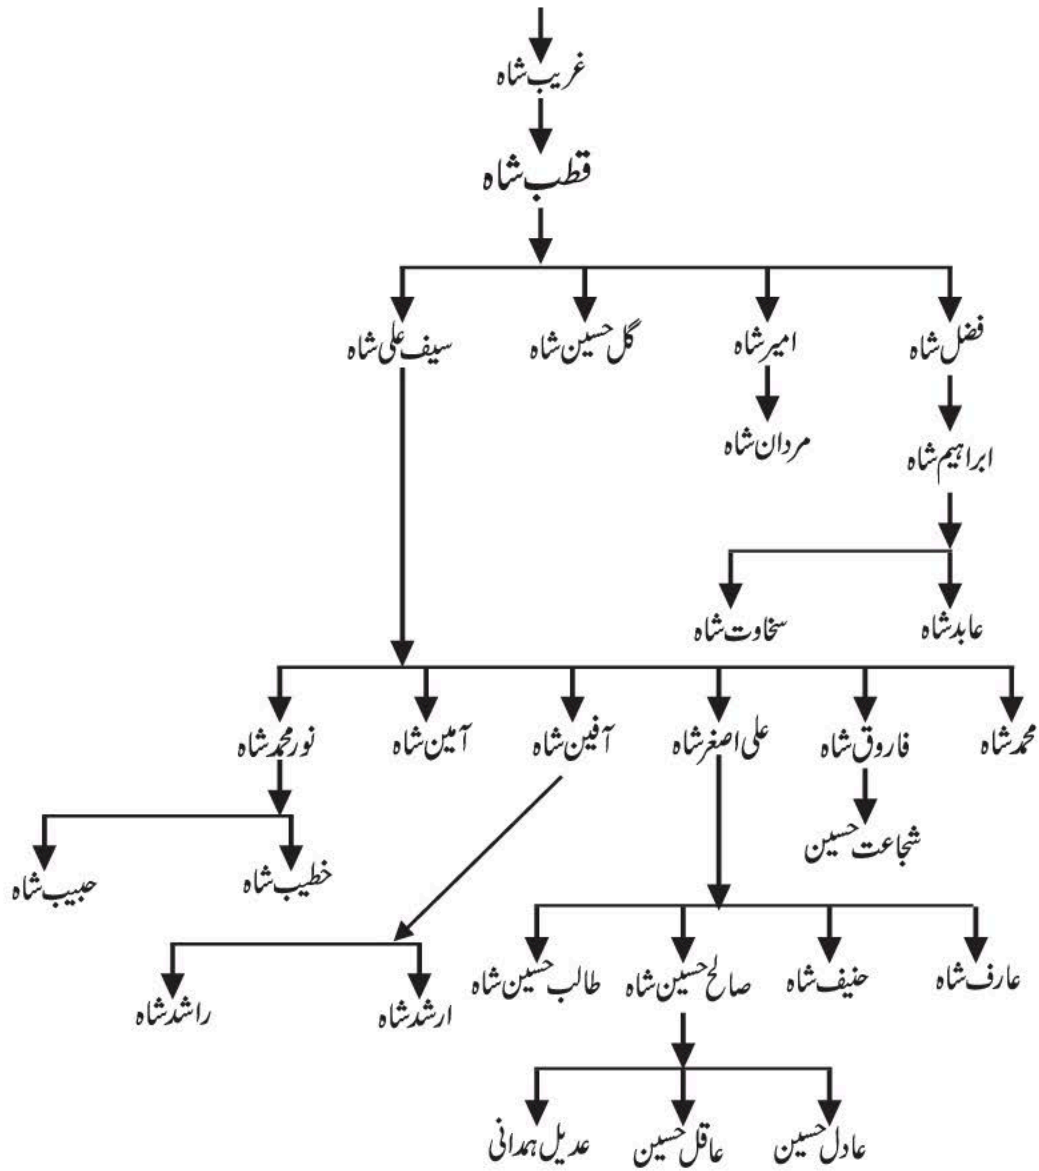 غریب شاہ
قطب شاہ
فضل شاہ
امیر شاہ
گل حسین شاہ
سیف علی شاہ
ابراہیم شاہ
مردان شاہ
عابد شاہ
سخاوت شاہ
محمد شاہ
فاروق شاہ
علی اصغر شاہ
آفین شاہ
آمین شاہ
نور محمد شاہ
شجاعت حسین
خطیب شاہ
حبیب شاہ
عارف شاہ
حنیف شاہ
صالح حسین شاہ
طالب حسین شاہ
ارشد شاہ
راشد شاہ
عادل حسین
عاقل حسین
عدیل ہمدانی